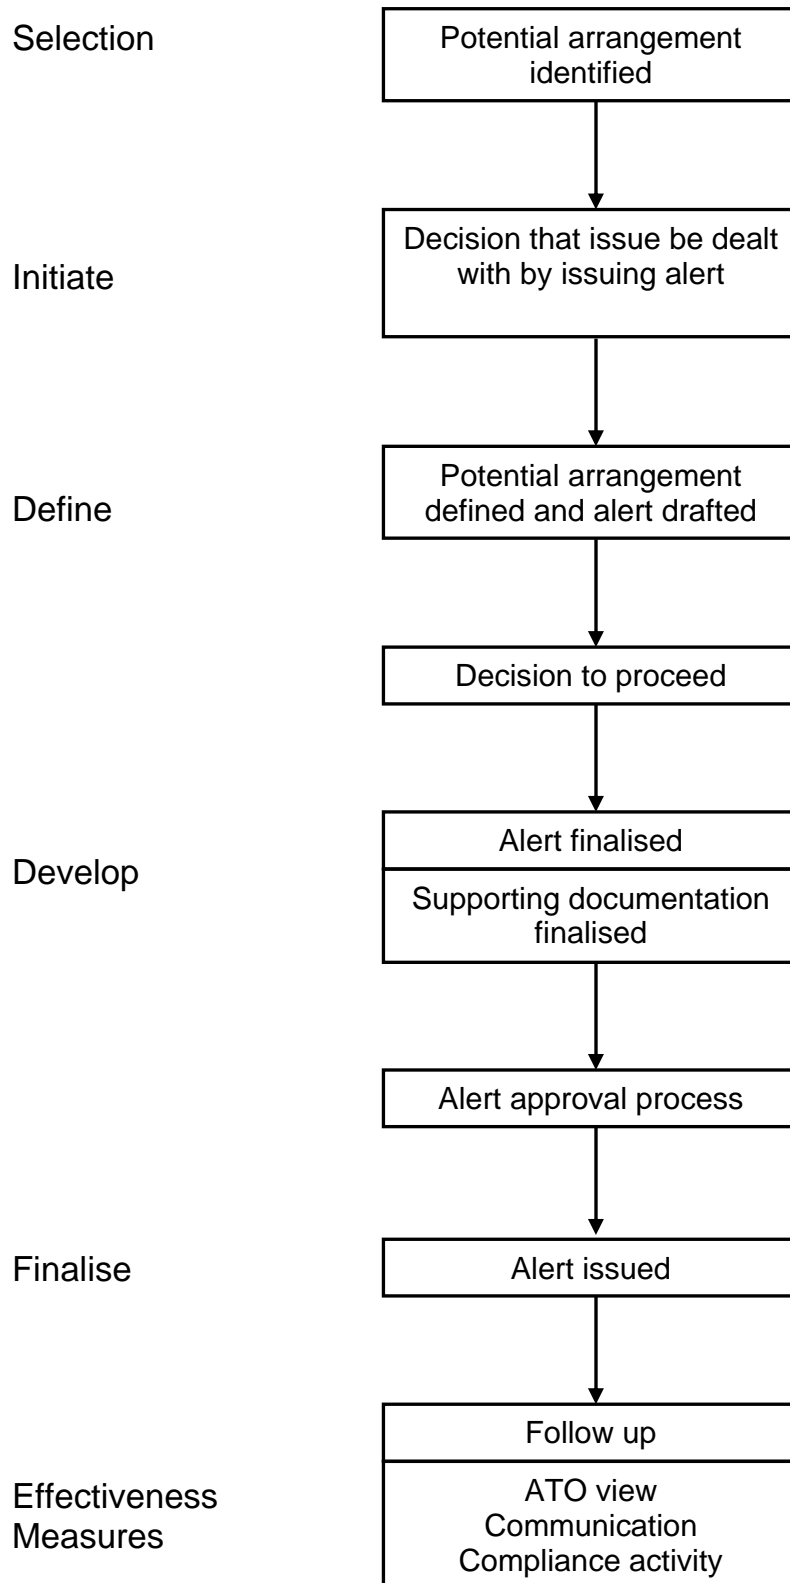 Selection
Potential arrangement
identified
Initiate
Decision that issue be dealt
with by issuing alert
Define
Potential arrangement
defined and alert drafted
Decision to proceed
Develop
Alert finalised
Supporting documentation
finalised
Alert approval process
Finalise
Alert issued
Follow up
Effectiveness
Measures
ATO view
Communication
Compliance activity